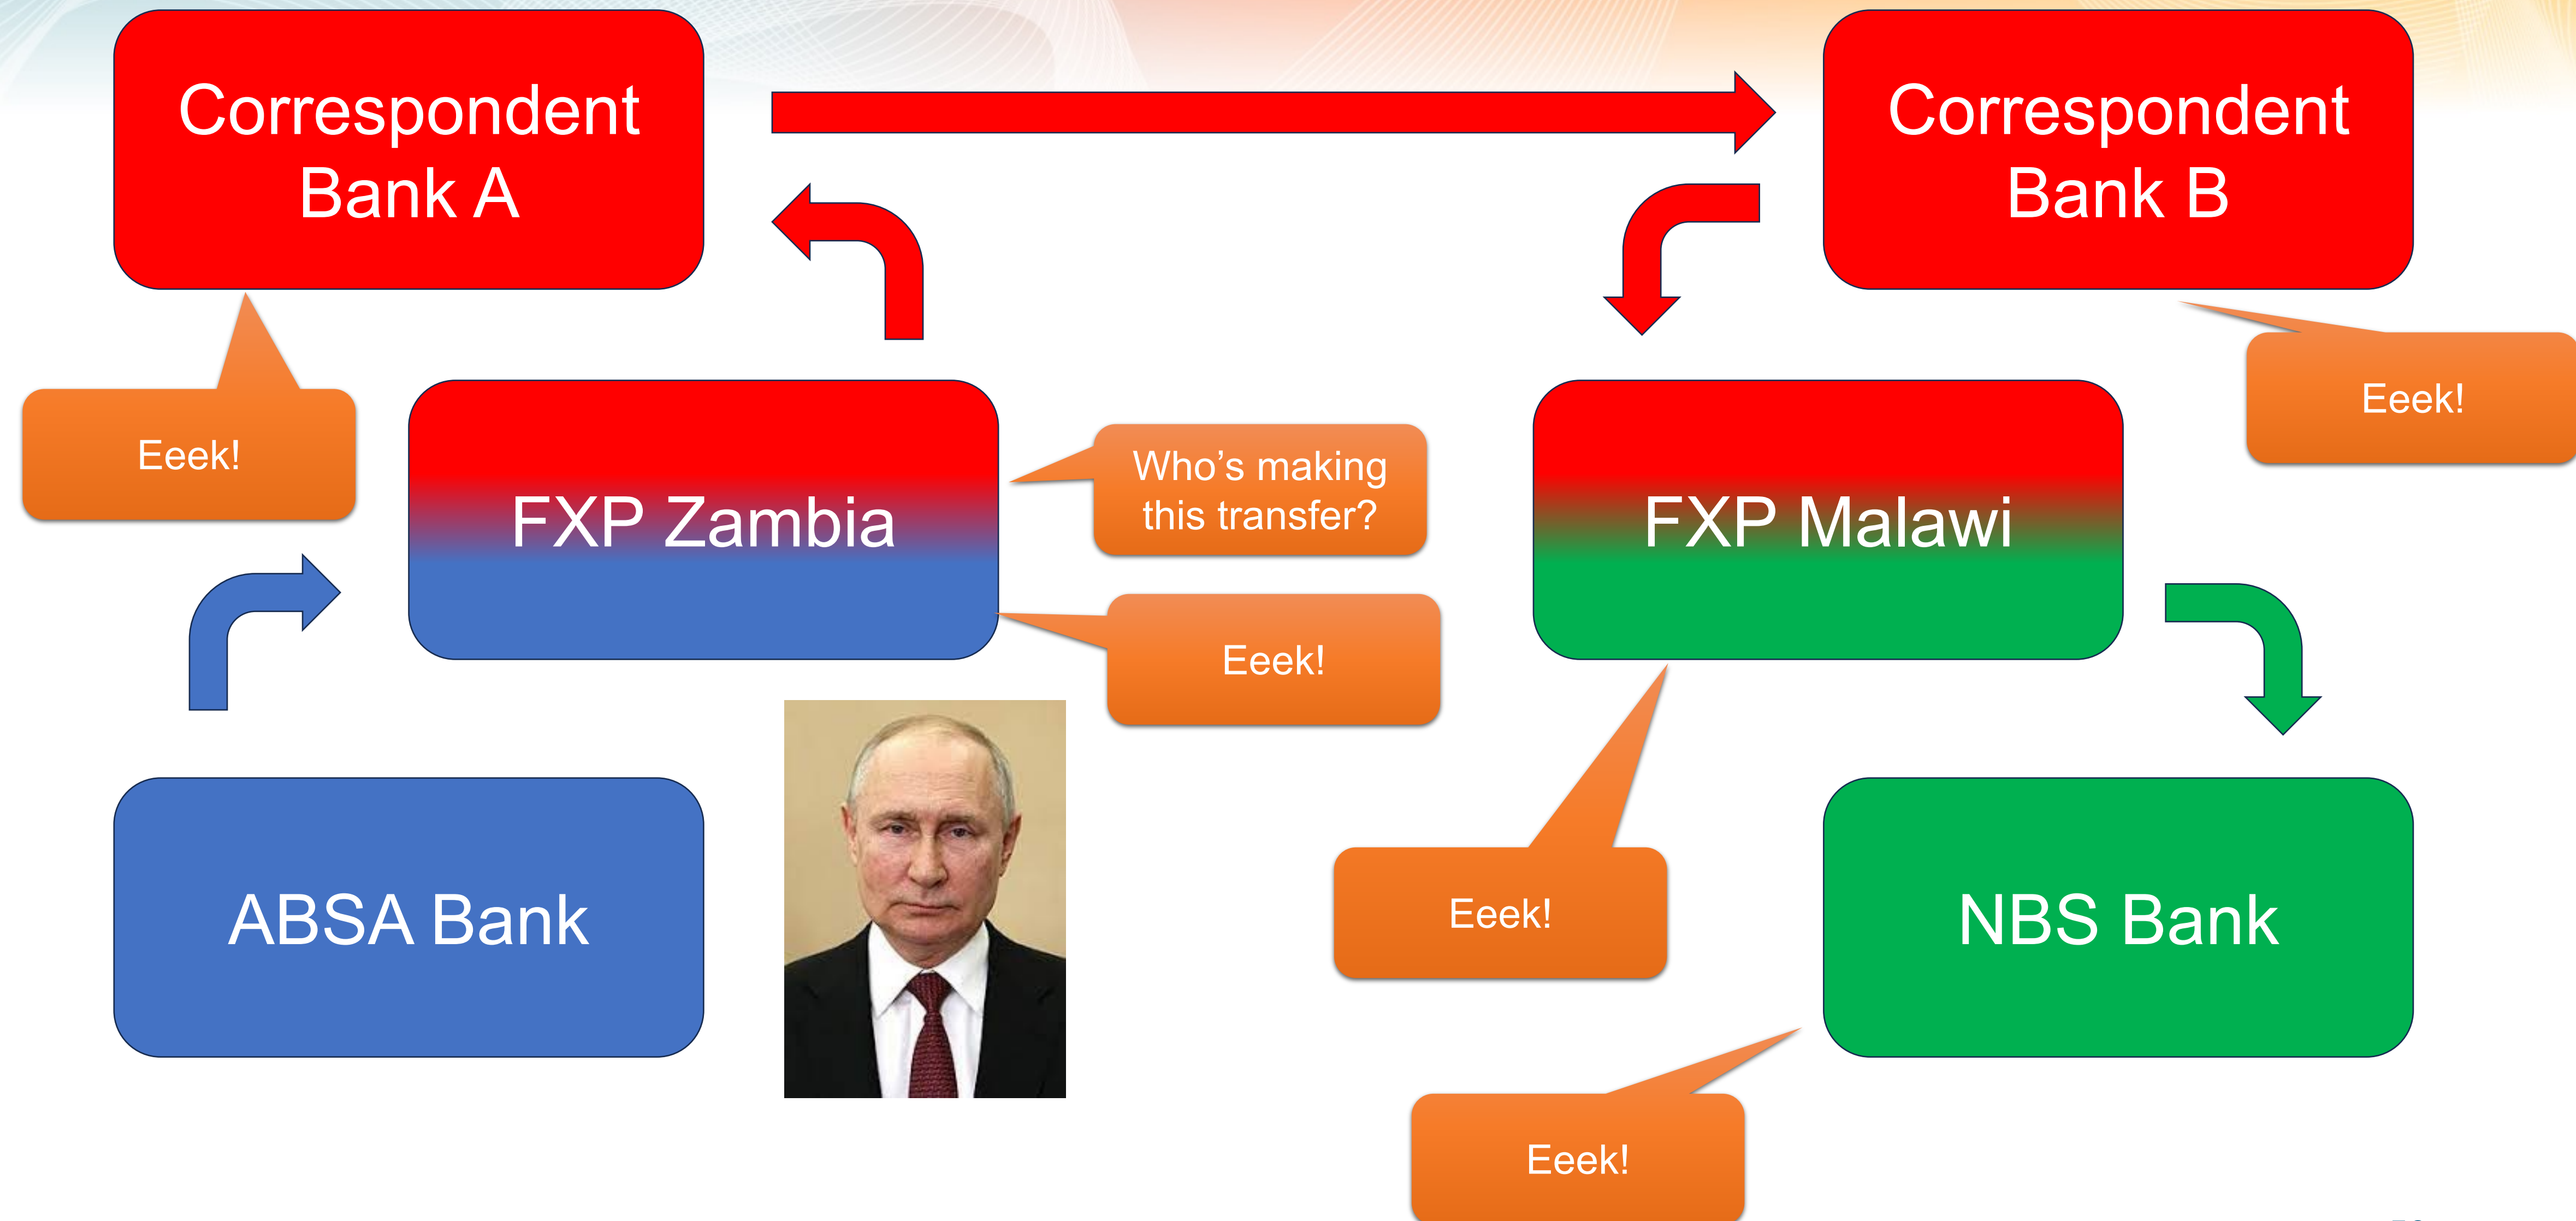 Correspondent
Bank A
Correspondent
Bank B
Eeek!
Eeek!
FXP Zambia
Who’s making
this transfer?
FXP Malawi
Eeek!
Eeek!
ABSA Bank
NBS Bank
Eeek!